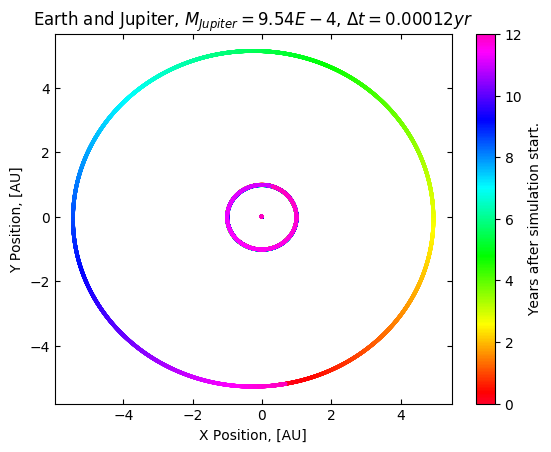 Earth and Jupiter, $M_{Jupiter} = 9.54E − 4$, $Δt = 0.00012yr$
4
2
0
−2
−4
Y Position, [AU]
−4 −2 0 2 4
X Position, [AU]
12
10
8
6
4
2
0
Years after simulation start.